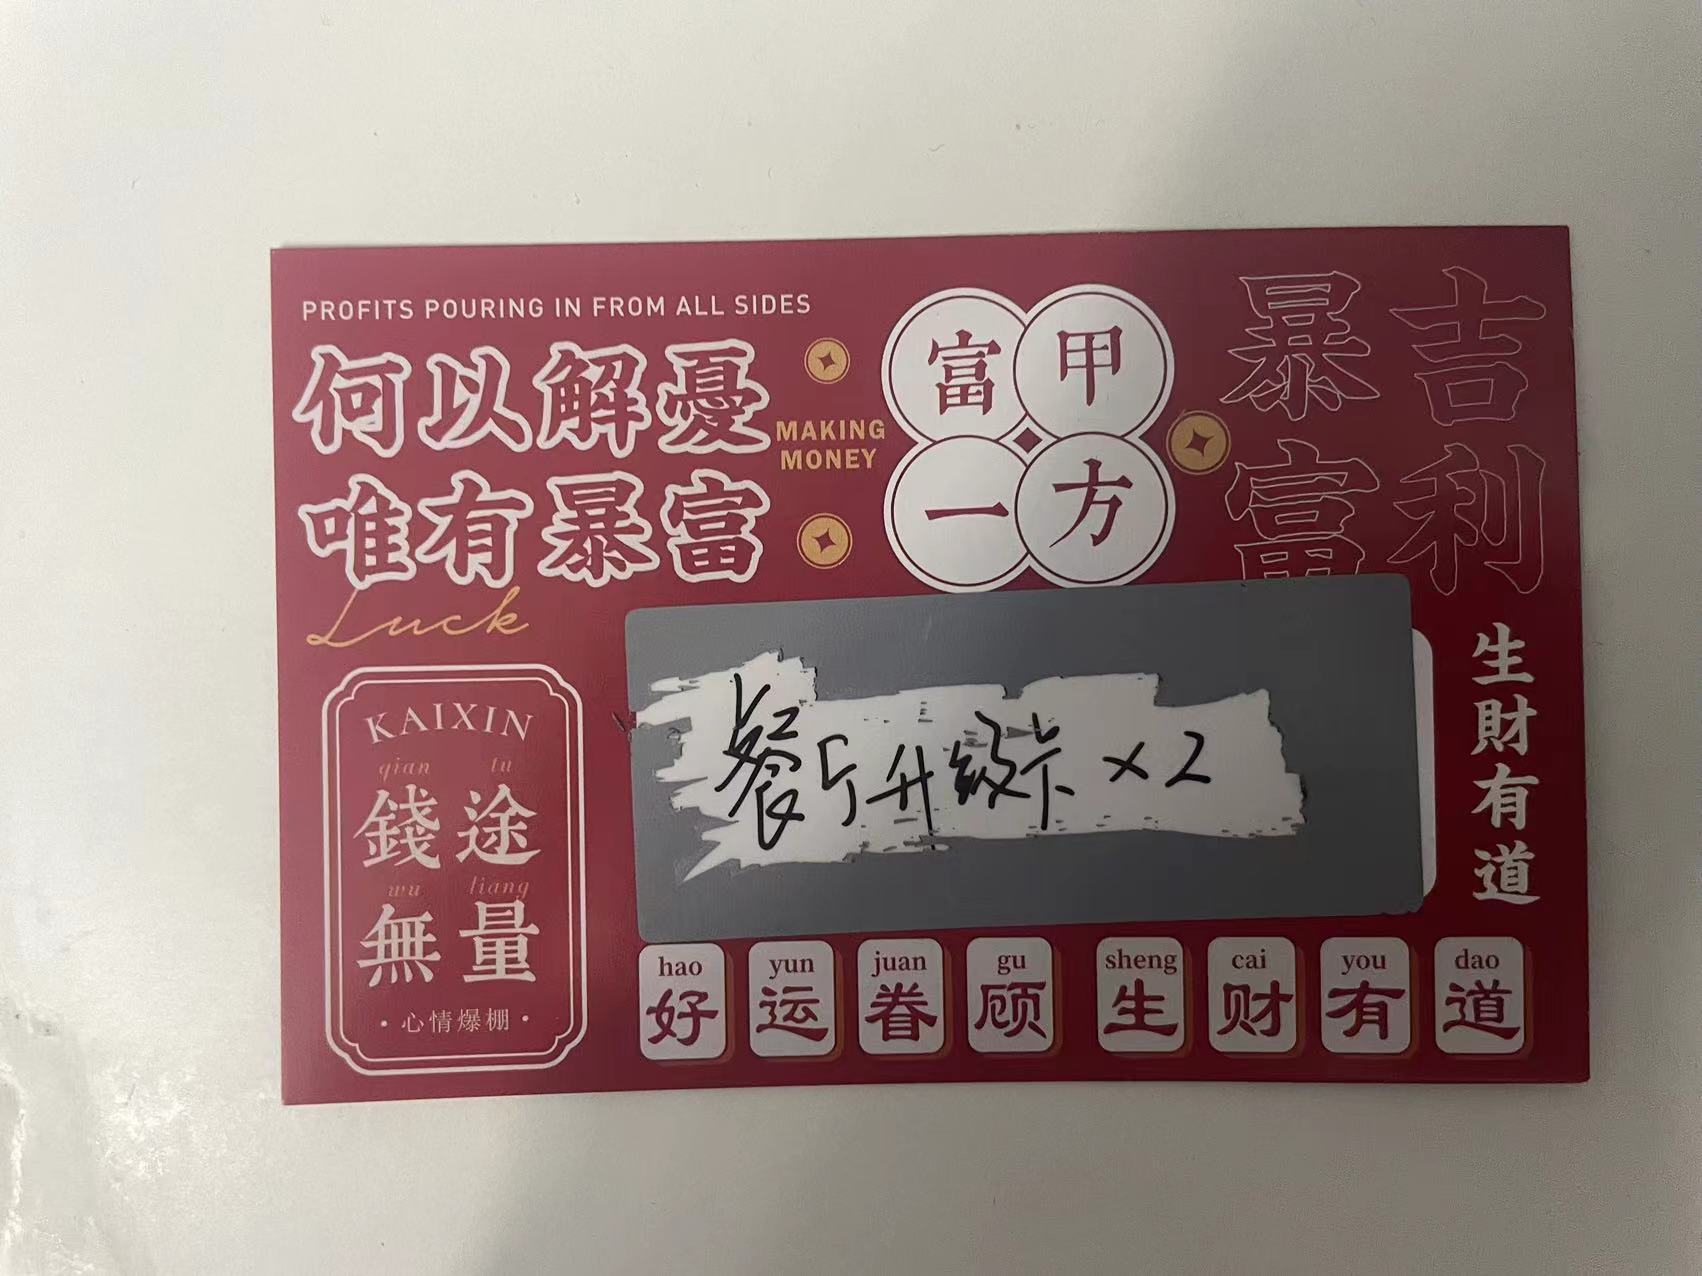 PROFITS POURING IN FROM ALL SIDES
何以解憂
唯有暴富
Luck
MAKING
MONEY
富甲
一方
吉利
暴富
生財有道
餐厅升级卡×2
KAIXIN
qian tu
錢途
wu liang
無量
·心情爆棚·
hao yun juan gu sheng cai you dao
好运眷顾 生财有道